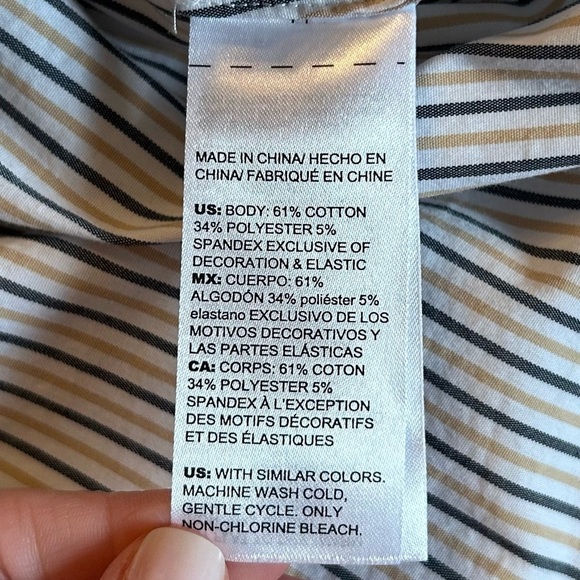 MADE IN CHINA/ HECHO EN
CHINA/ FABRIQUÉ EN CHINE
US: BODY: 61% COTTON
34% POLYESTER 5%
SPANDEX EXCLUSIVE OF
DECORATION & ELASTIC
MX: CUERPO: 61%
ALGODÓN 34% poliéster 5%
elastano EXCLUSIVO DE LOS
MOTIVOS DECORATIVOS Y
LAS PARTES ELÁSTICAS
CA: CORPS: 61% COTON
34% POLYESTER 5%
SPANDEX À L'EXCEPTION
DES MOTIFS DÉCORATIFS
ET DES ÉLASTIQUES
US: WITH SIMILAR COLORS.
MACHINE WASH COLD,
GENTLE CYCLE. ONLY
NON-CHLORINE BLEACH.